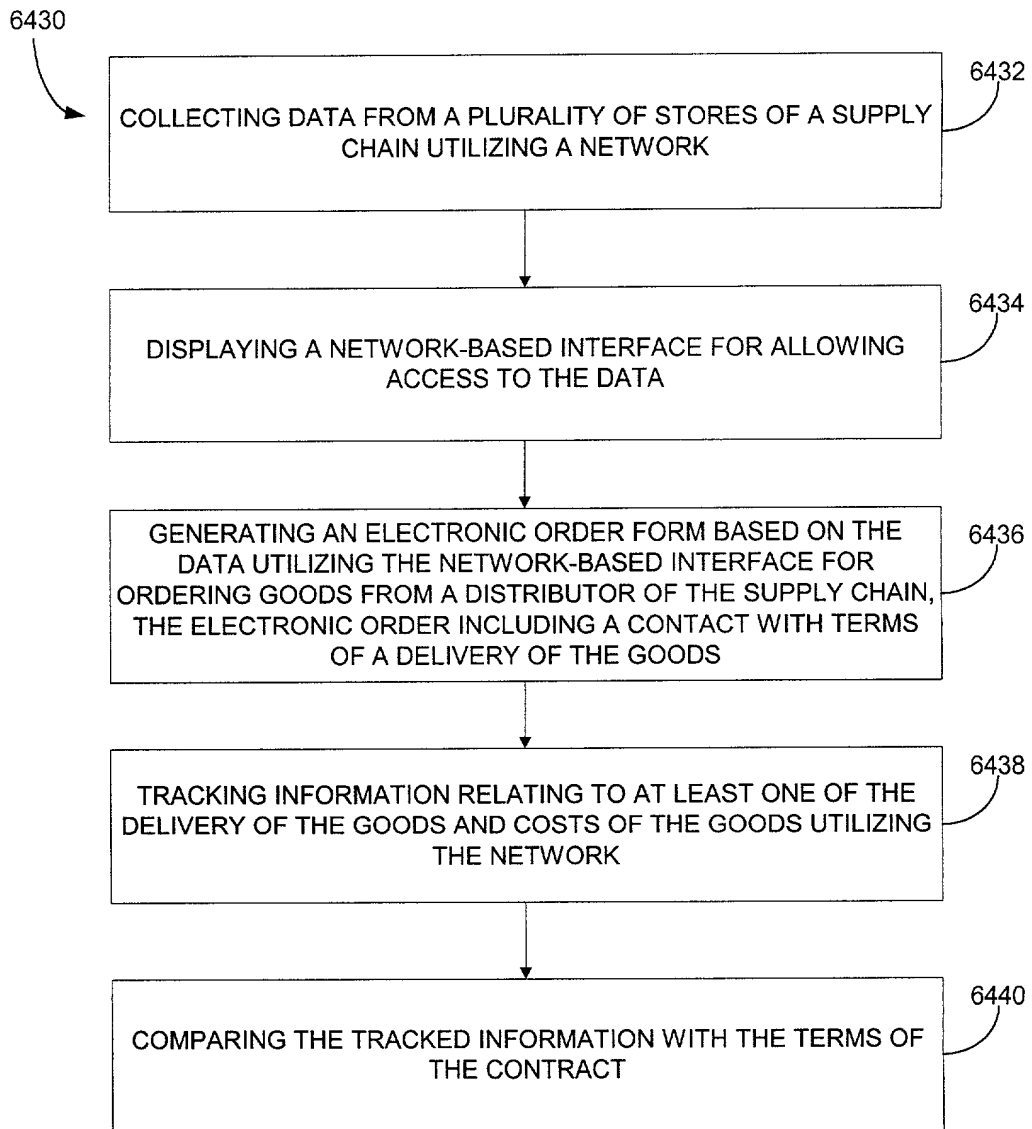 6430
6432
COLLECTING DATA FROM A PLURALITY OF STORES OF A SUPPLY
CHAIN UTILIZING A NETWORK
6434
DISPLAYING A NETWORK-BASED INTERFACE FOR ALLOWING
ACCESS TO THE DATA
GENERATING AN ELECTRONIC ORDER FORM BASED ON THE
DATA UTILIZING THE NETWORK-BASED INTERFACE FOR
6436
ORDERING GOODS FROM A DISTRIBUTOR OF THE SUPPLY CHAIN,
THE ELECTRONIC ORDER INCLUDING A CONTACT WITH TERMS
OF A DELIVERY OF THE GOODS
6438
TRACKING INFORMATION RELATING TO AT LEAST ONE OF THE
DELIVERY OF THE GOODS AND COSTS OF THE GOODS UTILIZING
THE NETWORK
6440
COMPARING THE TRACKED INFORMATION WITH THE TERMS OF
THE CONTRACT